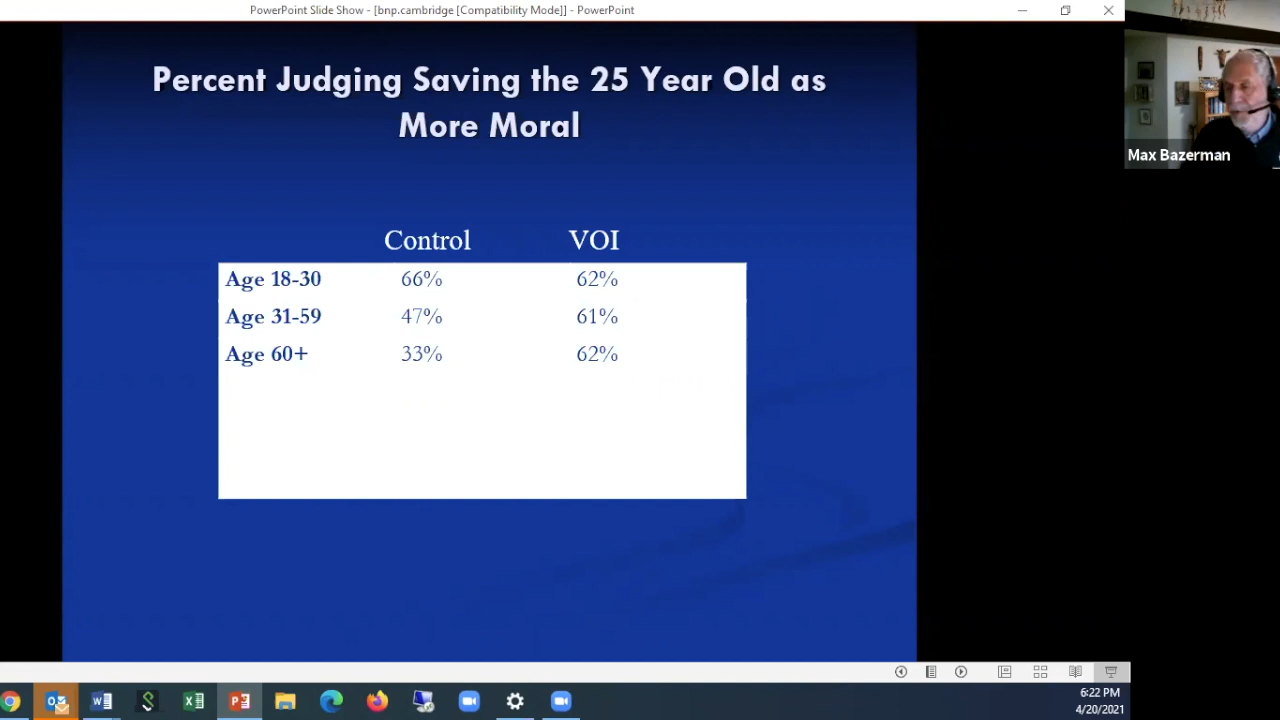 PowerPoint Slide Show - [bnp.cambridge [Compatibility Mode]] - PowerPoint
Percent Judging Saving the 25 Year Old as
More Moral
Max Bazerman
Control VOI
Age 18-30 66% 62%
Age 31-59 47% 61%
Age 60+ 33% 62%
6:22 PM
4/20/2021